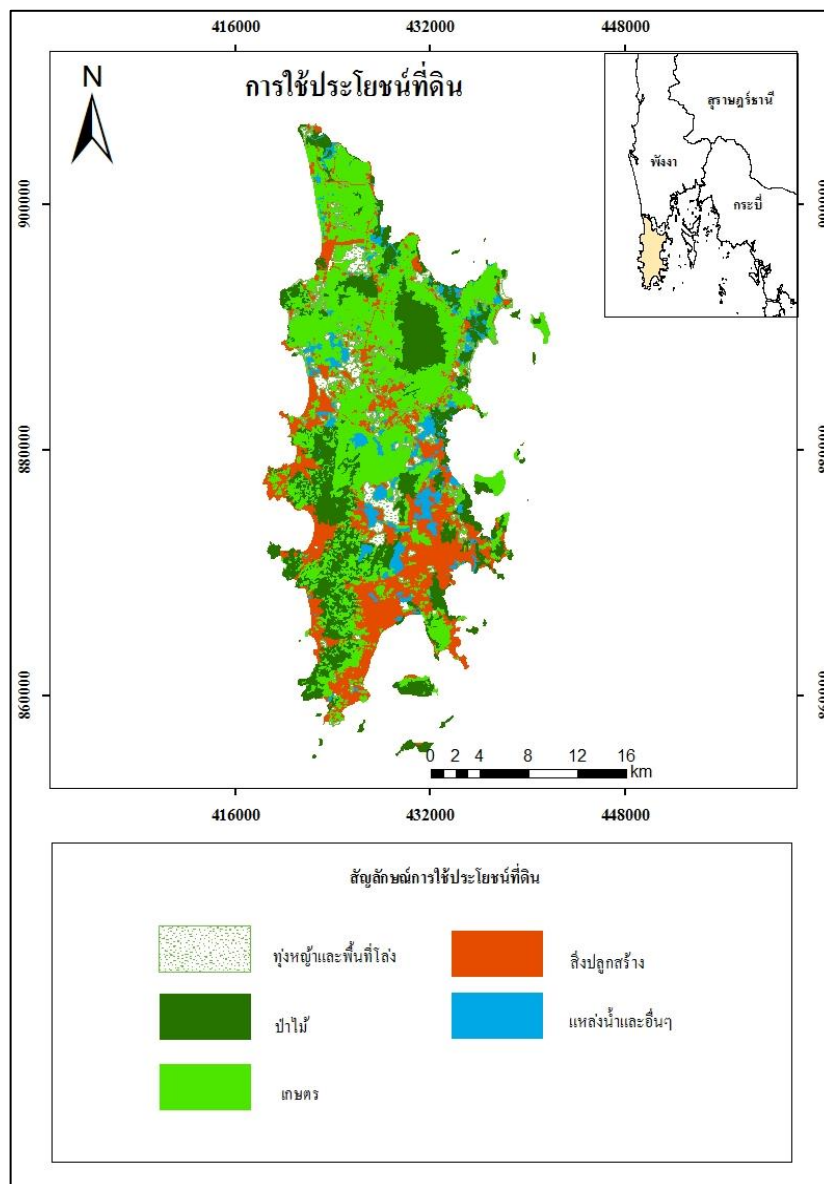 416000 432000 448000
N
การใช้ประโยชน์ที่ดิน
สุราษฎร์ธานี
พังงา
กระบี่
900000 900000
880000 880000
860000 860000
0 2 4 8 12 16
km
416000 432000 448000
สัญลักษณ์การใช้ประโยชน์ที่ดิน
ทุ่งหญ้าและพื้นที่โล่ง
สิ่งปลูกสร้าง
ป่าไม้
แหล่งน้ำและอื่นๆ
เกษตร